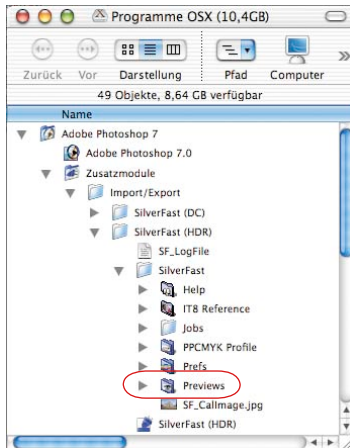 Programme OSX (10,4GB)
Zurück Vor Darstellung Pfad Computer
49 Objekte, 8,64 GB verfügbar
Name
Adobe Photoshop 7
Adobe Photoshop 7.0
Zusatzmodule
Import/Export
SilverFast (DC)
SilverFast (HDR)
SF_LogFile
SilverFast
Help
IT8 Reference
Jobs
PPCMYK Profile
Prefs
Previews
SF_CalImage.jpg
SilverFast (HDR)